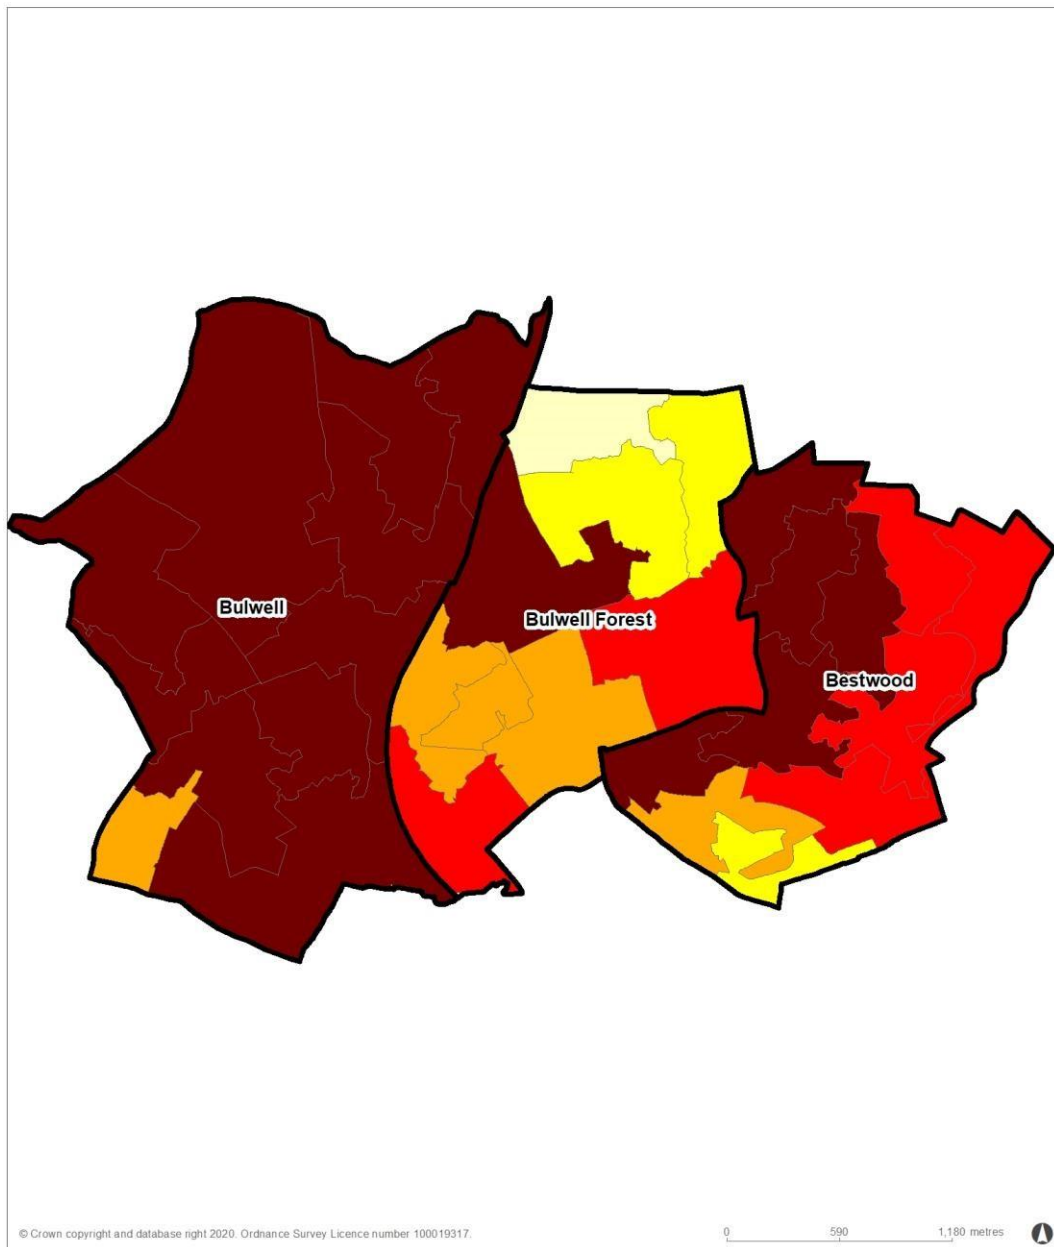 Bulwell
Bulwell Forest
Bestwood
© Crown copyright and database right 2020. Ordnance Survey Licence number 100019317.
0 590 1,180 metres